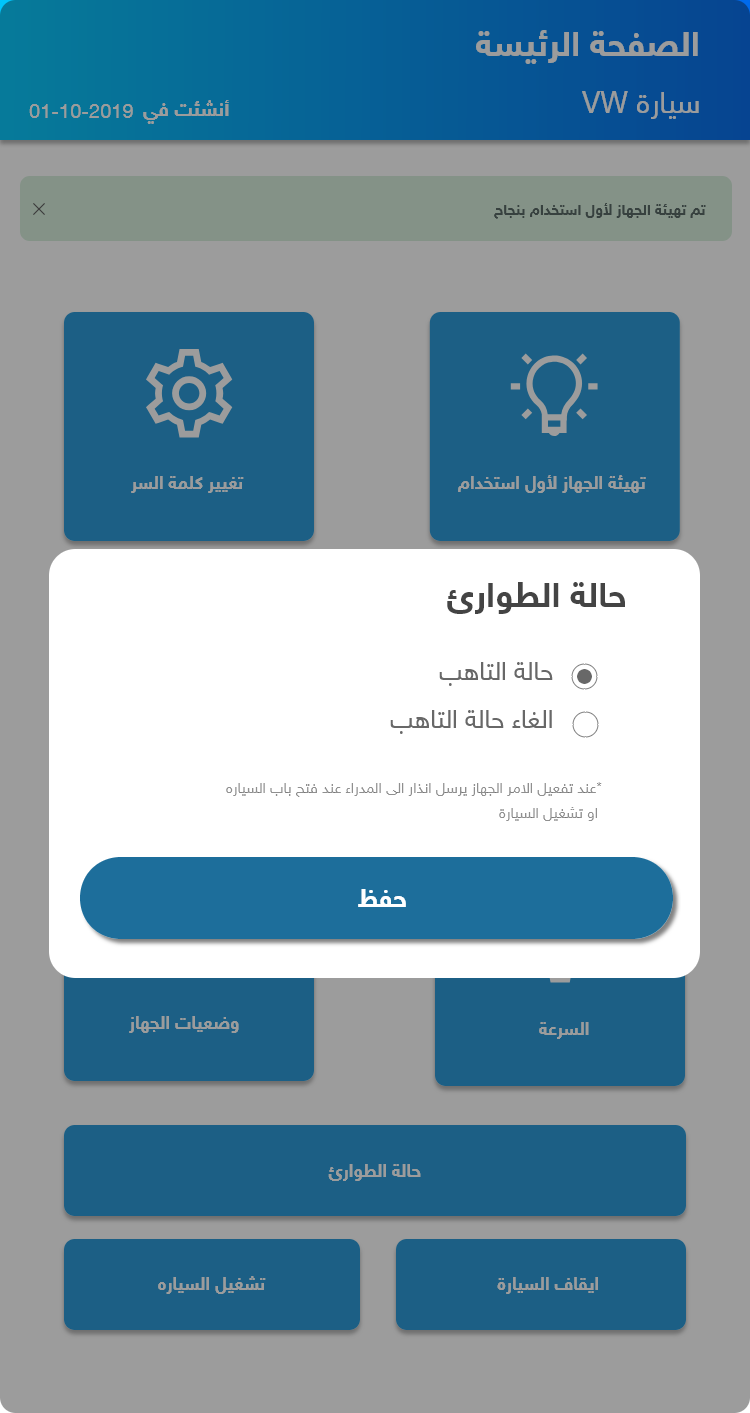 الصفحة الرئيسة
سيارة VW
أنشئت في 2019-10-01
تم تهيئة الجهاز لأول استخدام بنجاح
تهيئة الجهاز لأول استخدام
تغيير كلمة السر
حالة الطوارئ
حالة التاهب
الغاء حالة التاهب
*عند تفعيل الامر الجهاز يرسل انذار الى المدراء عند فتح باب السياره
او تشغيل السيارة
حفظ
السرعة
وضعيات الجهاز
حالة الطوارئ
ايقاف السيارة
تشغيل السياره